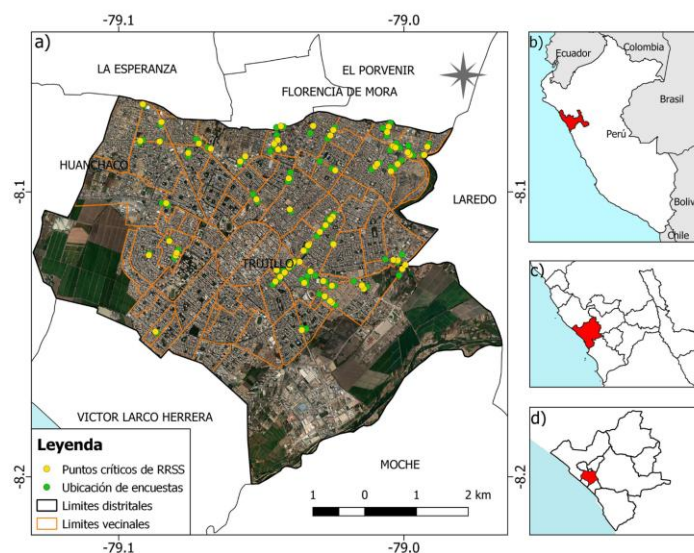 -79.1
-79.0
a)
LA ESPERANZA
EL PORVENIR
FLORENCIA DE MORA
HUANCHACO
-8.1
-8.1
LAREDO
TRUJILLO
VICTOR LARCO HERRERA
MOCHE
-8.2
-8.2
Leyenda
Puntos críticos de RRSS
Ubicación de encuestas
Limites distritales
Limites vecinales
1 0 1 2 km
-79.1
-79.0
b)
Ecuador
Colombia
Brasil
Perú
Boliv
Chile
c)
d)